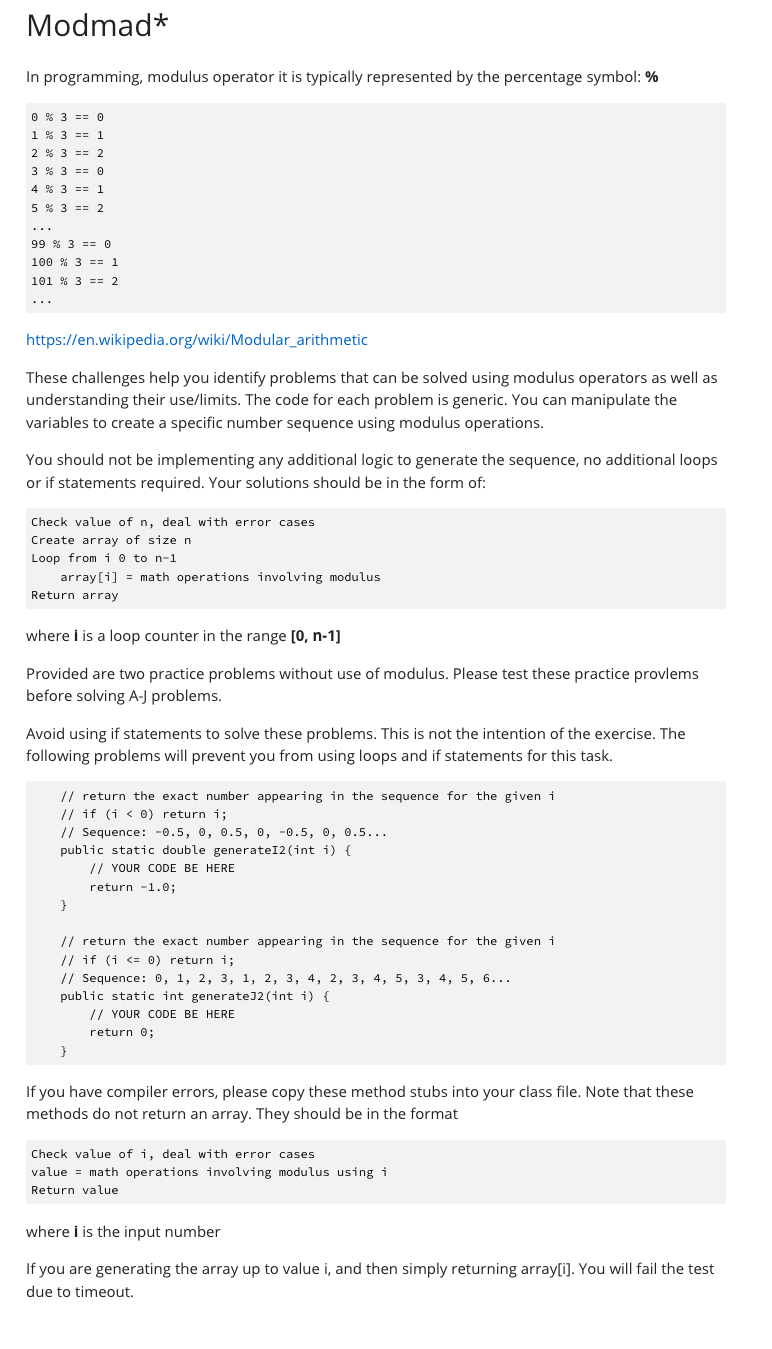 Modmad*
In programming, modulus operator it is typically represented by the percentage symbol: %
0 % 3 == 0
1 % 3 == 1
2 % 3 == 2
3 % 3 == 0
4 % 3 == 1
5 % 3 == 2
...
99 % 3 == 0
100 % 3 == 1
101 % 3 == 2
...
https://en.wikipedia.org/wiki/Modular_arithmetic
These challenges help you identify problems that can be solved using modulus operators as well as
understanding their use/limits. The code for each problem is generic. You can manipulate the
variables to create a specific number sequence using modulus operations.
You should not be implementing any additional logic to generate the sequence, no additional loops
or if statements required. Your solutions should be in the form of:
Check value of n, deal with error cases
Create array of size n
Loop from i 0 to n-1
    array[i] = math operations involving modulus
Return array
where i is a loop counter in the range [0, n-1]
Provided are two practice problems without use of modulus. Please test these practice provlems
before solving A-J problems.
Avoid using if statements to solve these problems. This is not the intention of the exercise. The
following problems will prevent you from using loops and if statements for this task.
    // return the exact number appearing in the sequence for the given i
    // if (i < 0) return i;
    // Sequence: -0.5, 0, 0.5, 0, -0.5, 0, 0.5...
    public static double generateI2(int i) {
        // YOUR CODE BE HERE
        return -1.0;
    }
    // return the exact number appearing in the sequence for the given i
    // if (i <= 0) return i;
    // Sequence: 0, 1, 2, 3, 1, 2, 3, 4, 2, 3, 4, 5, 3, 4, 5, 6...
    public static int generateJ2(int i) {
        // YOUR CODE BE HERE
        return 0;
    }
If you have compiler errors, please copy these method stubs into your class file. Note that these
methods do not return an array. They should be in the format
Check value of i, deal with error cases
value = math operations involving modulus using i
Return value
where i is the input number
If you are generating the array up to value i, and then simply returning array[i]. You will fail the test
due to timeout.